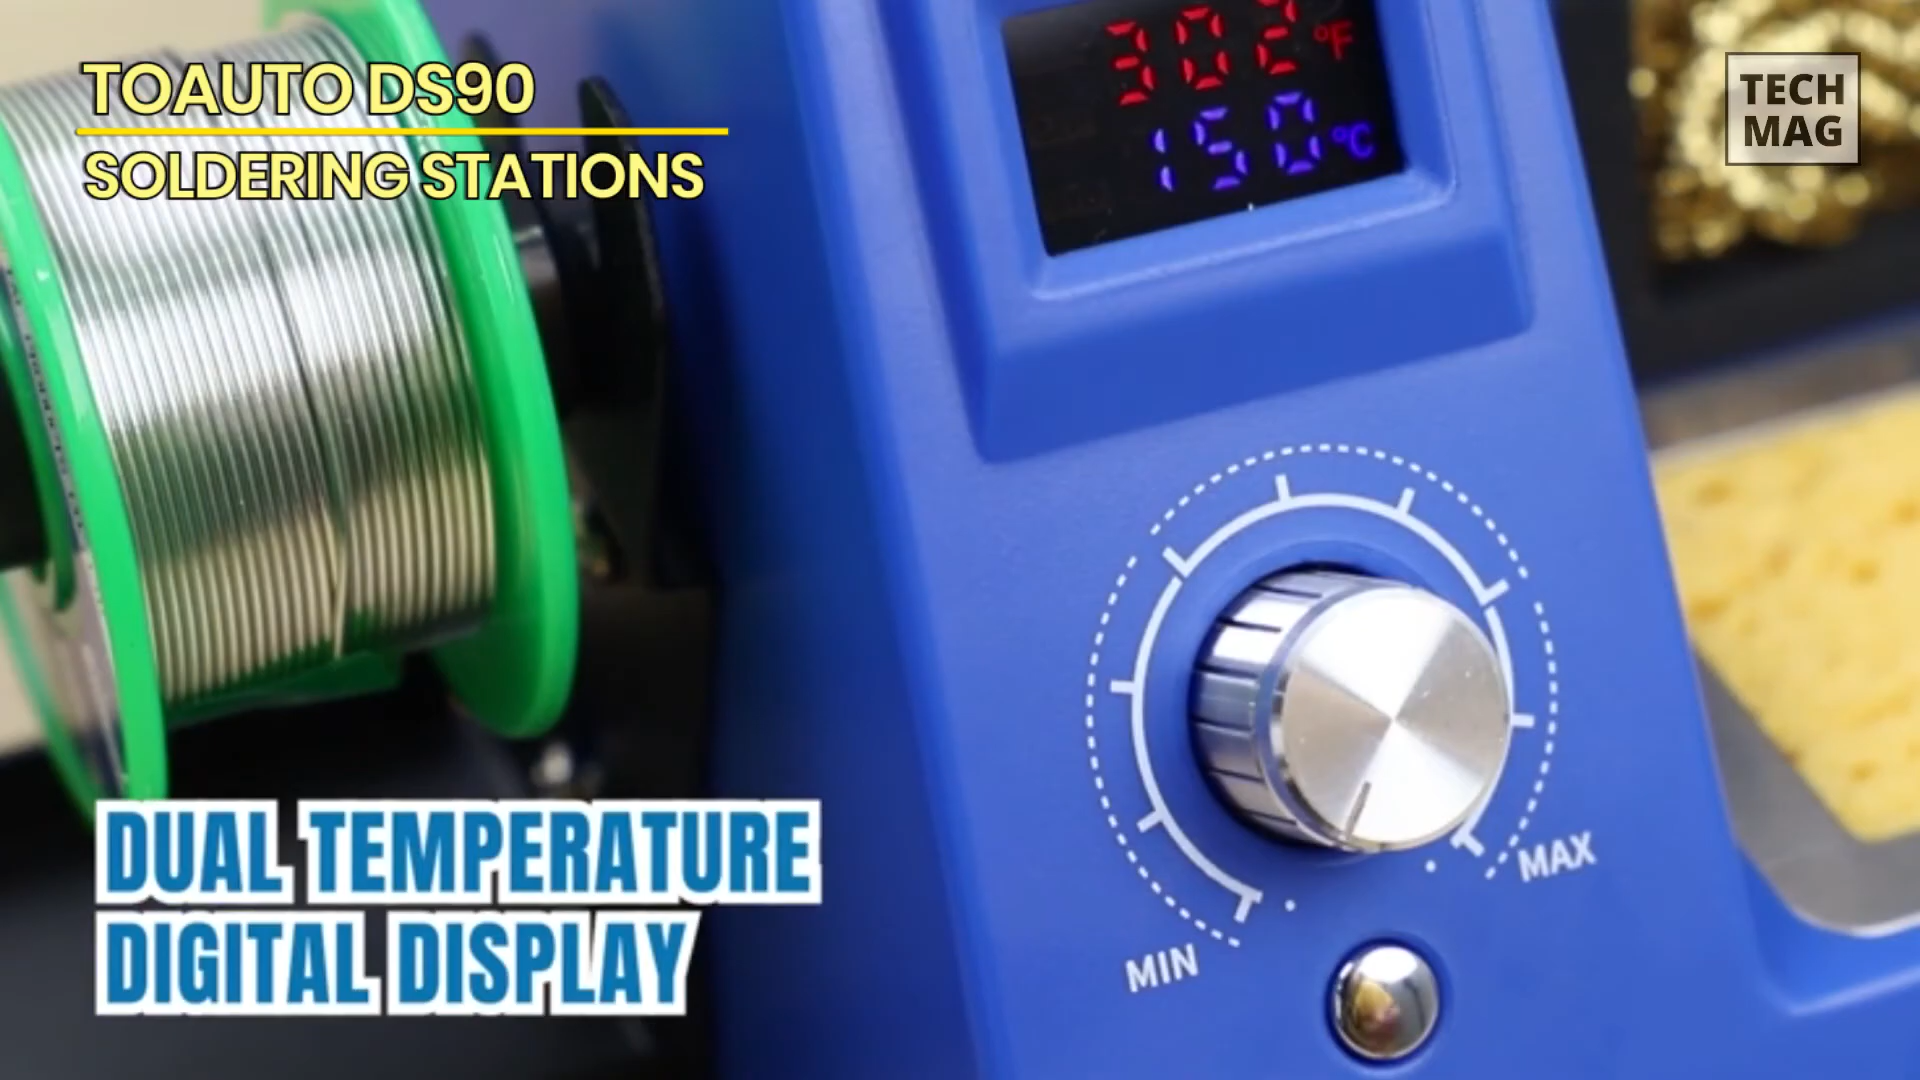 TOAUTO DS90
SOLDERING STATIONS
302°F
150°C
TECH
MAG
MAX
MIN
DUAL TEMPERATURE
DIGITAL DISPLAY